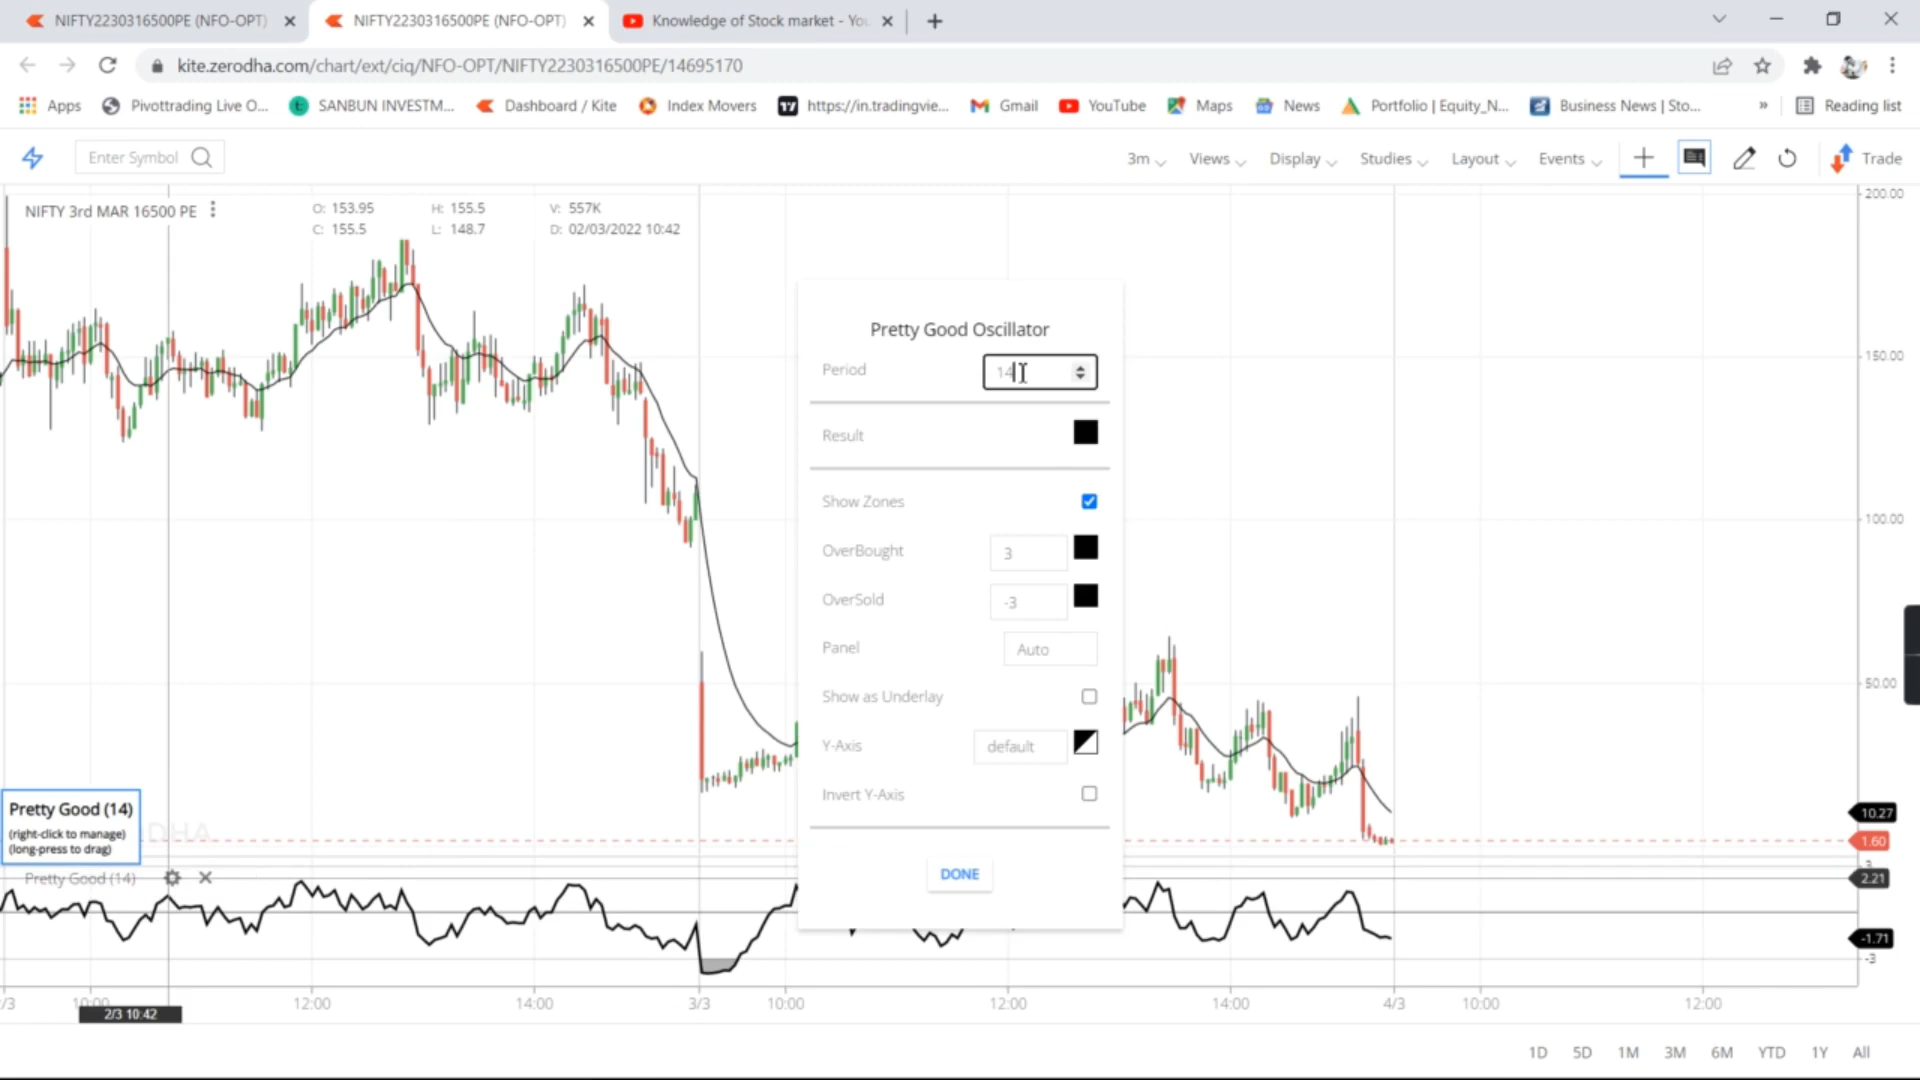 NIFTY2230316500PE (NFO-OPT)
NIFTY2230316500PE (NFO-OPT)
Knowledge of Stock market - You
kite.zerodha.com/chart/ext/ciq/NFO-OPT/NIFTY2230316500PE/14695170
Apps
Pivottrading Live O...
SANBUN INVESTM...
Dashboard / Kite
Index Movers
https://in.tradingvie...
Gmail
YouTube
Maps
News
Portfolio | Equity_N...
Business News | Sto...
»
Reading list
Enter Symbol
3m
Views
Display
Studies
Layout
Events
Trade
NIFTY 3rd MAR 16500 PE
O: 153.95 H: 155.5 V: 557K
C: 155.5 L: 148.7 D: 02/03/2022 10:42
200.00
150.00
100.00
50.00
10.27
1.60
3
2.21
-1.71
-3
Pretty Good Oscillator
Period 14
Result
Show Zones
OverBought 3
OverSold -3
Panel Auto
Show as Underlay
Y-Axis default
Invert Y-Axis
DONE
Pretty Good (14)
(right-click to manage)
(long-press to drag)
DHA
Pretty Good (14)
/3 10:00 12:00 14:00 3/3 10:00 12:00 14:00 4/3 10:00 12:00
2/3 10:42
1D 5D 1M 3M 6M YTD 1Y All